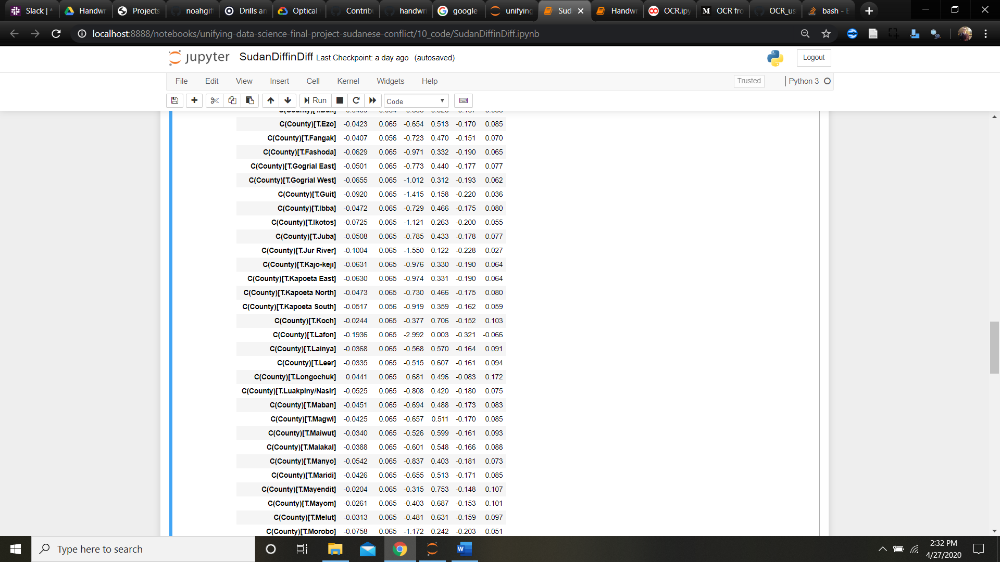 Slack | *
Handwr
Projects
noahgif
Drills an
Optical
Contrib
handwri
google
unifying
Sud
Handwr
OCR.ipy
OCR fro
OCR_us
bash - E
localhost:8888/notebooks/unifying-data-science-final-project-sudanese-conflict/10_code/SudanDiffinDiff.ipynb
jupyter SudanDiffinDiff Last Checkpoint: a day ago (autosaved)
Logout
File Edit View Insert Cell Kernel Widgets Help
Trusted
Python 3
Run
Code
C(County)[T.Duk]
C(County)[T.Ezo] -0.0423 0.065 -0.654 0.513 -0.170 0.085
C(County)[T.Fangak] -0.0407 0.056 -0.723 0.470 -0.151 0.070
C(County)[T.Fashoda] -0.0629 0.065 -0.971 0.332 -0.190 0.065
C(County)[T.Gogrial East] -0.0501 0.065 -0.773 0.440 -0.177 0.077
C(County)[T.Gogrial West] -0.0655 0.065 -1.012 0.312 -0.193 0.062
C(County)[T.Guit] -0.0920 0.065 -1.415 0.158 -0.220 0.036
C(County)[T.Ibba] -0.0472 0.065 -0.729 0.466 -0.175 0.080
C(County)[T.Ikotos] -0.0725 0.065 -1.121 0.263 -0.200 0.055
C(County)[T.Juba] -0.0508 0.065 -0.785 0.433 -0.178 0.077
C(County)[T.Jur River] -0.1004 0.065 -1.550 0.122 -0.228 0.027
C(County)[T.Kajo-keji] -0.0631 0.065 -0.976 0.330 -0.190 0.064
C(County)[T.Kapoeta East] -0.0630 0.065 -0.974 0.331 -0.190 0.064
C(County)[T.Kapoeta North] -0.0473 0.065 -0.730 0.466 -0.175 0.080
C(County)[T.Kapoeta South] -0.0517 0.056 -0.919 0.359 -0.162 0.059
C(County)[T.Koch] -0.0244 0.065 -0.377 0.706 -0.152 0.103
C(County)[T.Lafon] -0.1936 0.065 -2.992 0.003 -0.321 -0.066
C(County)[T.Lainya] -0.0368 0.065 -0.568 0.570 -0.164 0.091
C(County)[T.Leer] -0.0335 0.065 -0.515 0.607 -0.161 0.094
C(County)[T.Longochuk] 0.0441 0.065 0.681 0.496 -0.083 0.172
C(County)[T.Luakpiny/Nasir] -0.0525 0.065 -0.808 0.420 -0.180 0.075
C(County)[T.Maban] -0.0451 0.065 -0.694 0.488 -0.173 0.083
C(County)[T.Magwi] -0.0425 0.065 -0.657 0.511 -0.170 0.085
C(County)[T.Maiwut] -0.0340 0.065 -0.526 0.599 -0.161 0.093
C(County)[T.Malakal] -0.0388 0.065 -0.601 0.548 -0.166 0.088
C(County)[T.Manyo] -0.0542 0.065 -0.837 0.403 -0.181 0.073
C(County)[T.Maridi] -0.0426 0.065 -0.655 0.513 -0.171 0.085
C(County)[T.Mayendit] -0.0204 0.065 -0.315 0.753 -0.148 0.107
C(County)[T.Mayom] -0.0261 0.065 -0.403 0.687 -0.153 0.101
C(County)[T.Melut] -0.0313 0.065 -0.481 0.631 -0.159 0.097
C(County)[T.Morobo] -0.0758 0.065 -1.172 0.242 -0.203 0.051
Type here to search
2:32 PM
4/27/2020